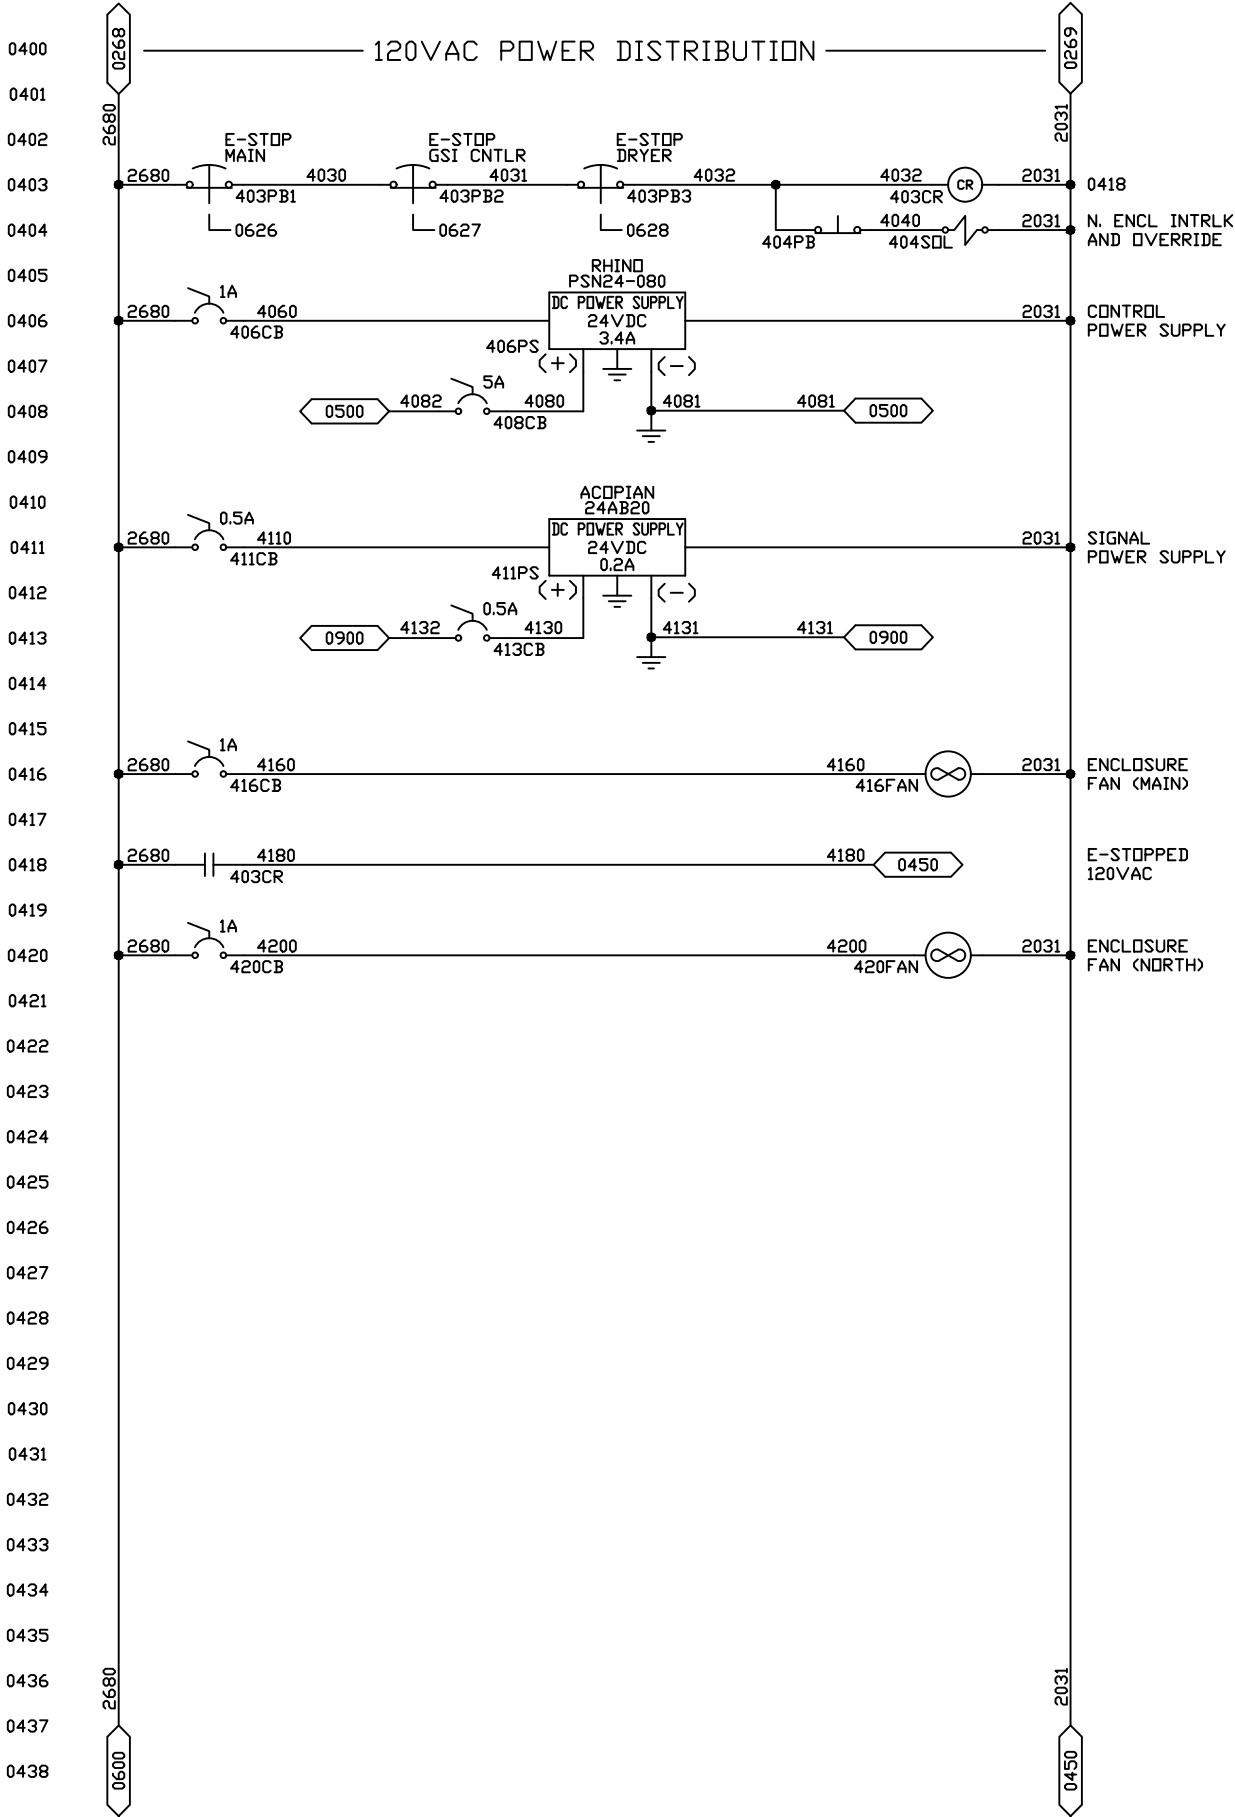 0400 0268 120VAC POWER DISTRIBUTION 0269
0401
2680 2031
0402 E-STOP E-STOP E-STOP
MAIN GSI CNTLR DRYER
0403 2680 4030 4031 4032 4032 2031 0418
403PB1 403PB2 403PB3 403CR CR
0404 0626 0627 0628 404PB 4040 404SOL 2031 N. ENCL INTRLK
AND OVERRIDE
0405 RHINO
PSN24-080
1A DC POWER SUPPLY
0406 2680 4060 24VDC 2031 CONTROL
406CB 3.4A POWER SUPPLY
406PS
0407 (+) (-)
5A
0408 0500 4082 4080 4081 4081 0500
408CB
0409
0410 ACOPIAN
24AB20
0.5A DC POWER SUPPLY
0411 2680 4110 24VDC 2031 SIGNAL
411CB 0.2A POWER SUPPLY
411PS
0412 (+) (-)
0.5A
0413 0900 4132 4130 4131 4131 0900
413CB
0414
0415
1A
0416 2680 4160 4160 2031 ENCLOSURE
416CB 416FAN FAN (MAIN)
0417
0418 2680 4180 4180 0450 E-STOPPED
403CR 120VAC
0419
1A
0420 2680 4200 4200 2031 ENCLOSURE
420CB 420FAN FAN (NORTH)
0421
0422
0423
0424
0425
0426
0427
0428
0429
0430
0431
0432
0433
0434
0435
0436 2680 2031
0437
0438 0600 0450